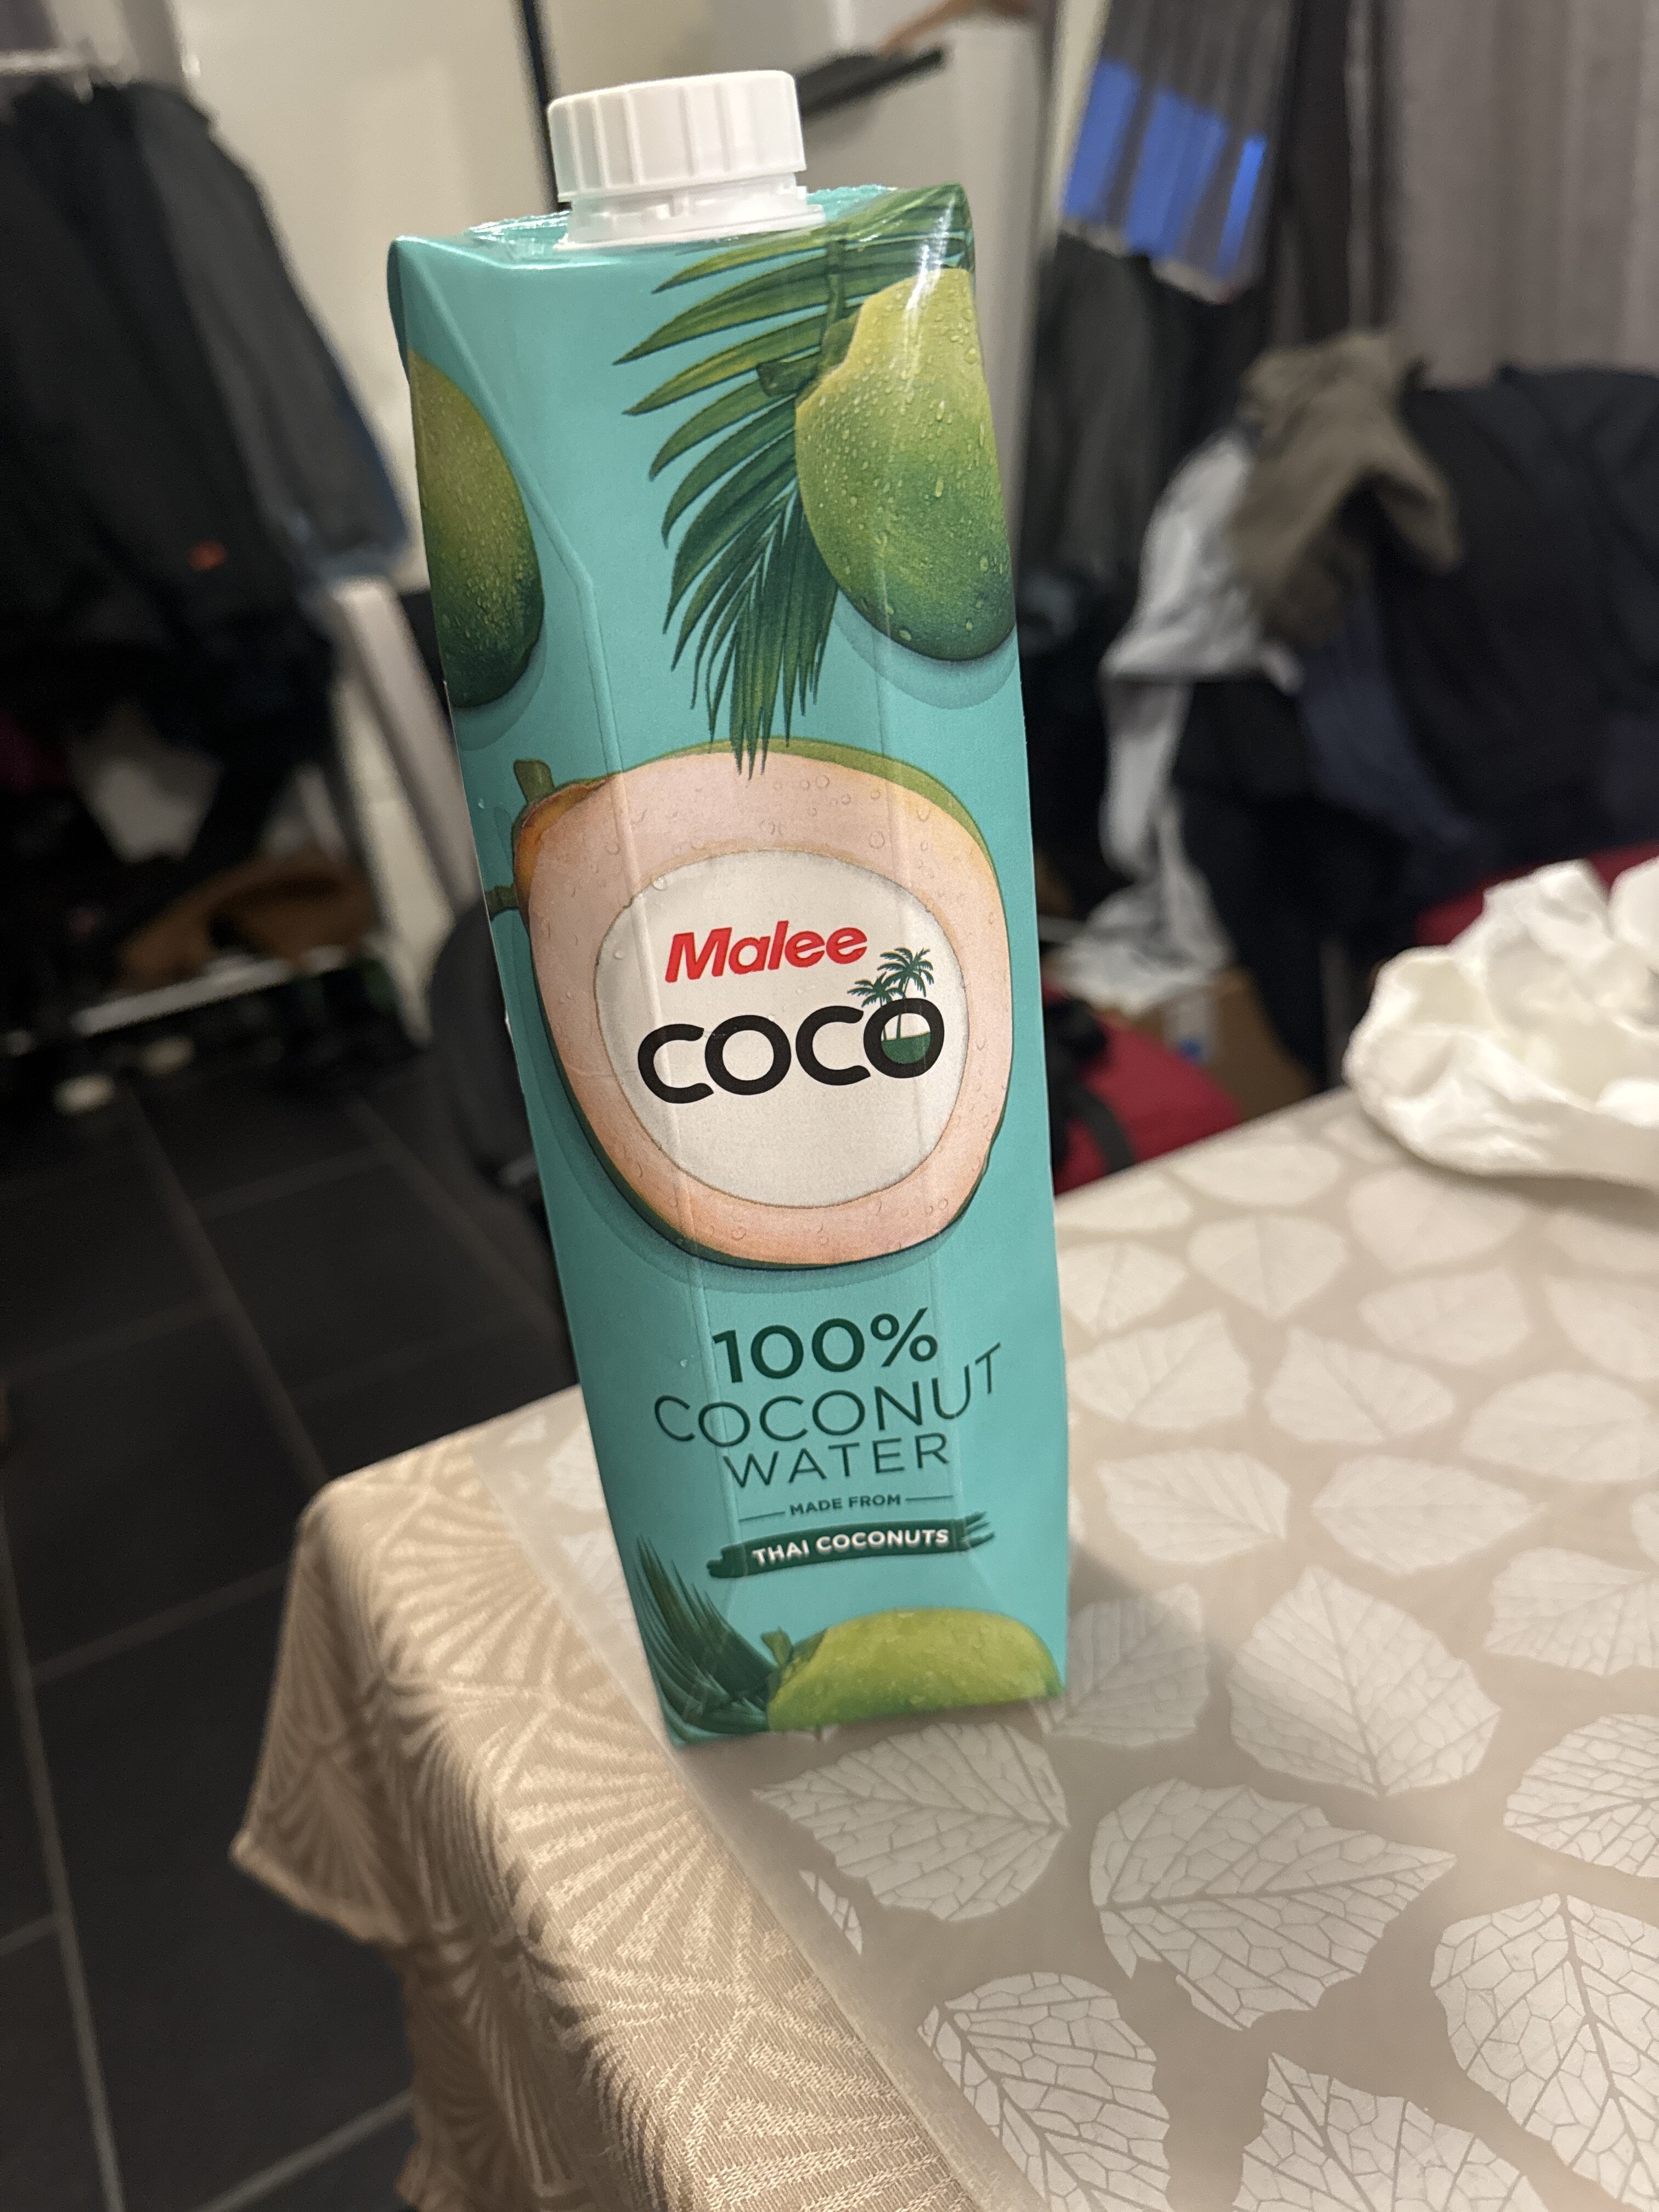 Malee
COCO
100%
COCONUT
WATER
MADE FROM
THAI COCONUTS